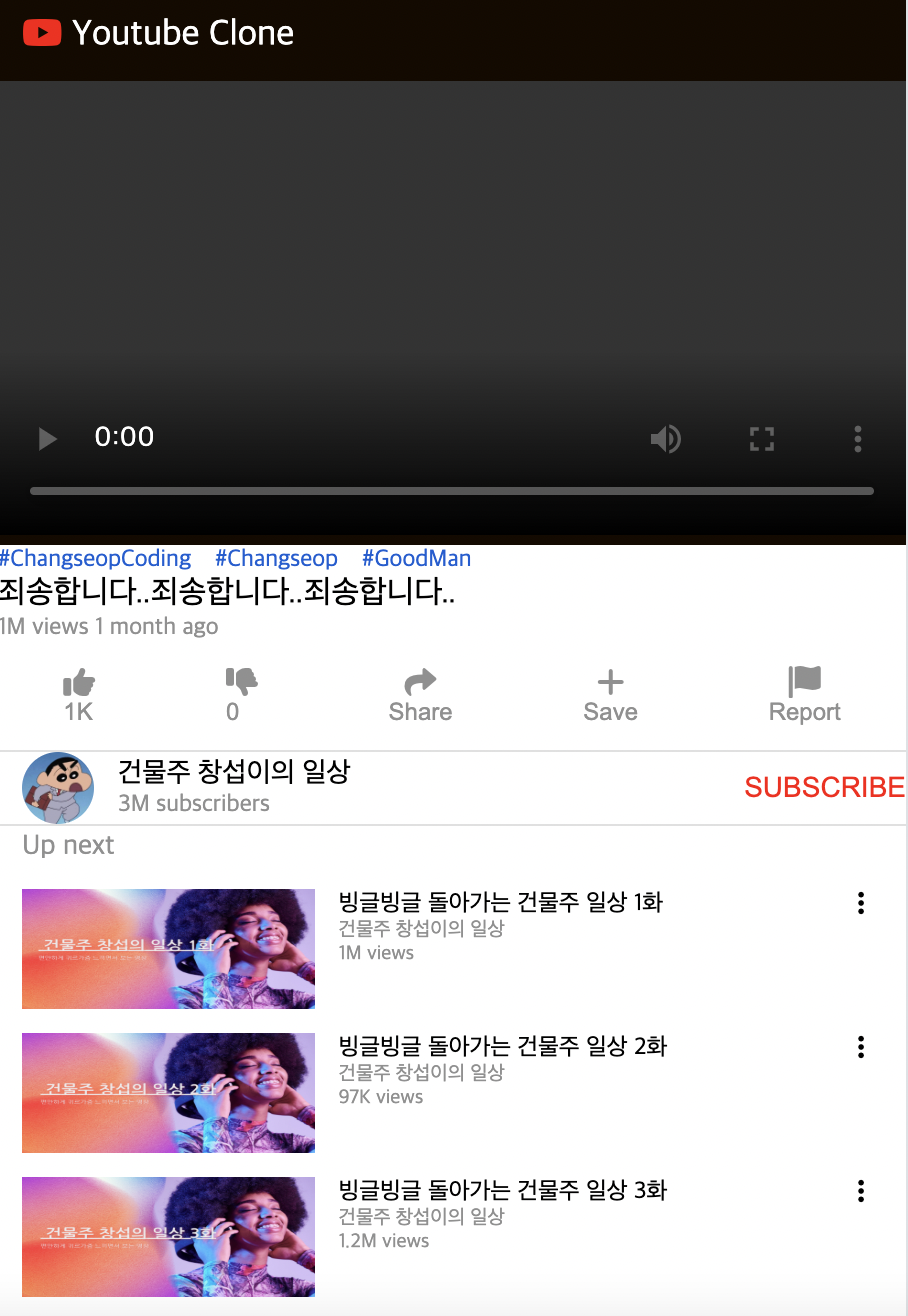 Youtube Clone
0:00
#ChangseopCoding #Changseop #GoodMan
죄송합니다..죄송합니다..죄송합니다..
1M views 1 month ago
1K 0 Share Save Report
건물주 창섭이의 일상
3M subscribers
SUBSCRIBE
Up next
건물주 창섭의 일상 1화
빙글빙글 돌아가는 건물주 일상 1화
건물주 창섭이의 일상
1M views
건물주 창섭의 일상 2화
빙글빙글 돌아가는 건물주 일상 2화
건물주 창섭이의 일상
97K views
건물주 창섭의 일상 3화
빙글빙글 돌아가는 건물주 일상 3화
건물주 창섭이의 일상
1.2M views